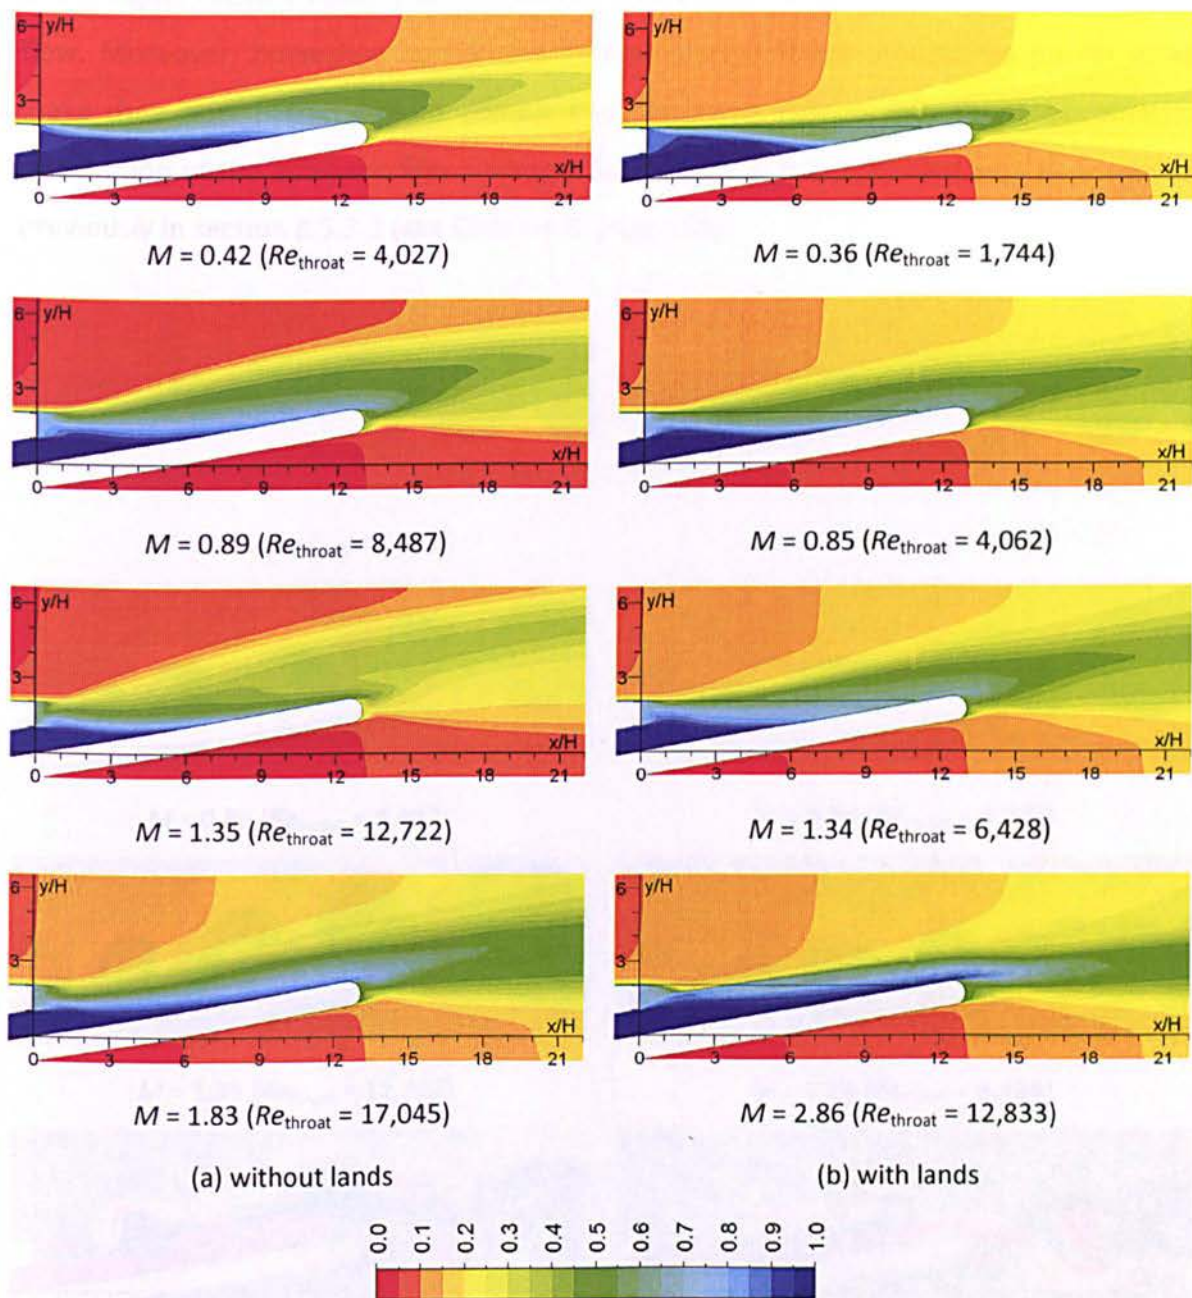 6 y/H
3
x/H
0 3 6 9 12 15 18 21
M = 0.42 (Re_throat = 4,027)
6 y/H
3
x/H
0 3 6 9 12 15 18 21
M = 0.36 (Re_throat = 1,744)
6 y/H
3
x/H
0 3 6 9 12 15 18 21
M = 0.89 (Re_throat = 8,487)
6 y/H
3
x/H
0 3 6 9 12 15 18 21
M = 0.85 (Re_throat = 4,062)
6 y/H
3
x/H
0 3 6 9 12 15 18 21
M = 1.35 (Re_throat = 12,722)
6 y/H
3
x/H
0 3 6 9 12 15 18 21
M = 1.34 (Re_throat = 6,428)
6 y/H
3
x/H
0 3 6 9 12 15 18 21
M = 1.83 (Re_throat = 17,045)
6 y/H
3
x/H
0 3 6 9 12 15 18 21
M = 2.86 (Re_throat = 12,833)
(a) without lands
(b) with lands
0.0 0.1 0.2 0.3 0.4 0.5 0.6 0.7 0.8 0.9 1.0